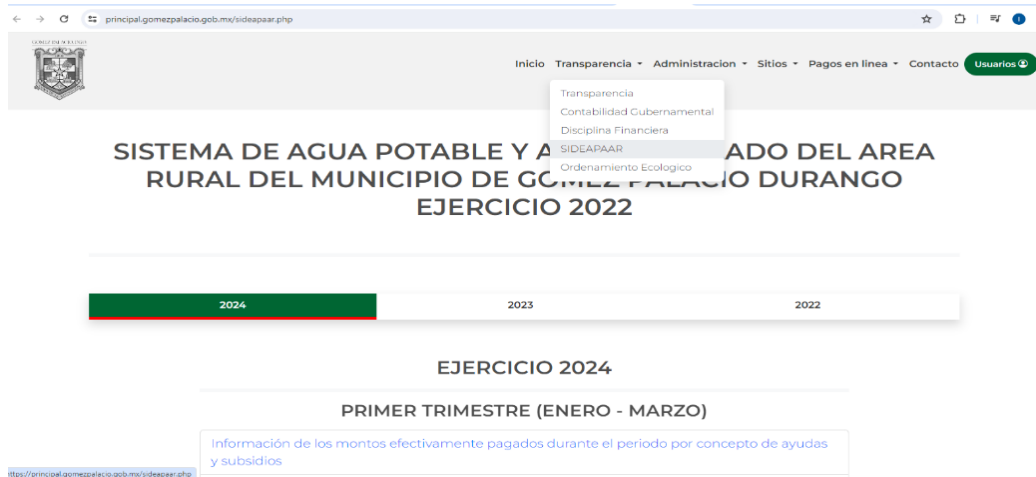 principal.gomezpalacio.gob.mx/sideapaar.php
Inicio Transparencia Administracion Sitios Pagos en linea Contacto Usuarios
Transparencia
Contabilidad Gubernamental
Disciplina Financiera
SIDEAPAAR
Ordenamiento Ecologico
SISTEMA DE AGUA POTABLE Y A ADO DEL AREA
RURAL DEL MUNICIPIO DE GOMEZ PALACIO DURANGO
EJERCICIO 2022
2024 2023 2022
EJERCICIO 2024
PRIMER TRIMESTRE (ENERO - MARZO)
Información de los montos efectivamente pagados durante el periodo por concepto de ayudas
y subsidios
https://principal.gomezpalacio.gob.mx/sideapaar.php